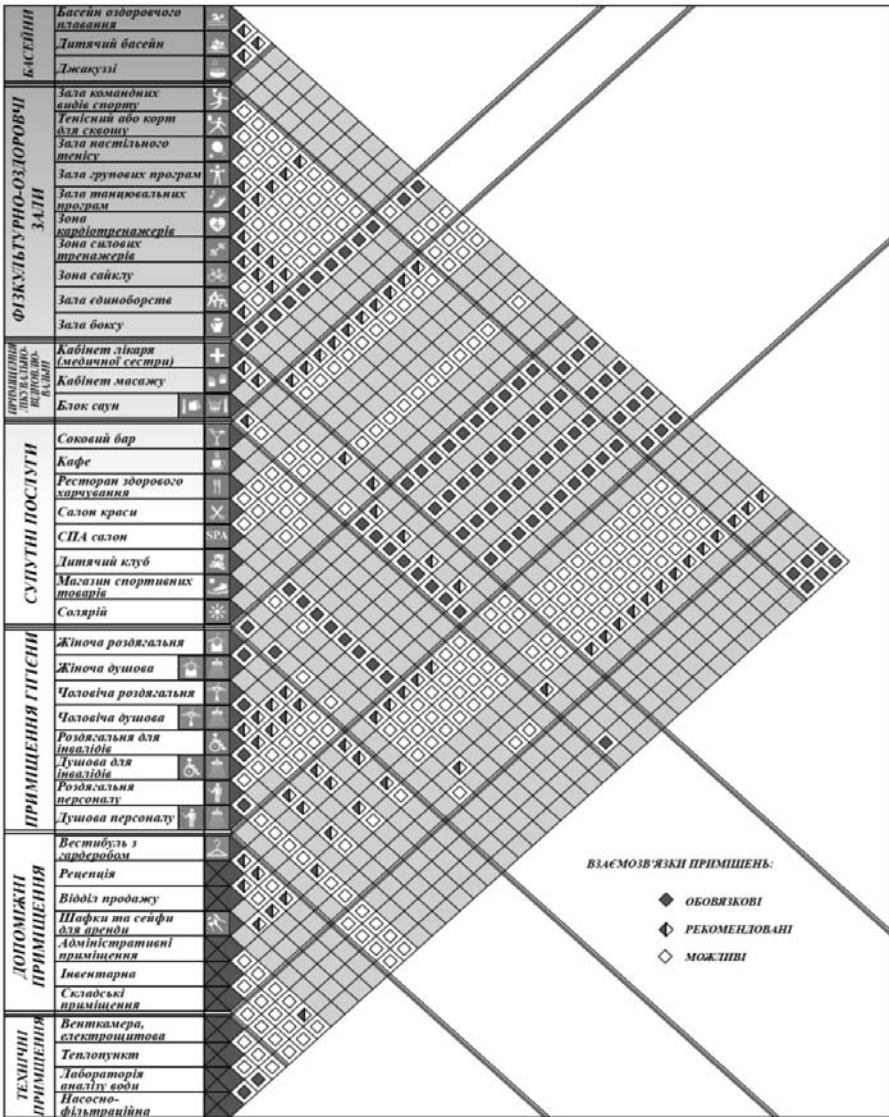 БАСЕЙНИ
Басейн оздоровчого
плавання
Дитячий басейн
Джакуззі
ФІЗКУЛЬТУРНО-ОЗДОРОВЧІ
ЗАЛИ
Зала командних
видів спорту
Тенісний або корт
для сквошу
Зала настільного
тенісу
Зала групових програм
Зала танцювальних
програм
Зона
кардіотренажерів
Зона силових
тренажерів
Зона сайклу
Зала єдиноборств
Зала боксу
ПРИМІЩЕННЯ
ЛІКУВАЛЬНО-
ВІДНОВЛЮ-
ВАЛЬНІ
Кабінет лікаря
(медичної сестри)
Кабінет масажу
Блок саун
СУПУТНІ ПОСЛУГИ
Соковий бар
Кафе
Ресторан здорового
харчування
Салон краси
СПА салон
SPA
Дитячий клуб
Магазин спортивних
товарів
Солярій
ПРИМІЩЕННЯ ГІГІЄНИ
Жіноча роздягальня
Жіноча душова
Чоловіча роздягальня
Чоловіча душова
Роздягальня для
інвалідів
Душова для
інвалідів
Роздягальня
персоналу
Душова персоналу
ДОПОМІЖНІ
ПРИМІЩЕННЯ
Вестибуль з
гардеробом
Рецепція
Відділ продажу
Шафки та сейфи
для аренди
Адміністративні
приміщення
Інвентарна
Складські
приміщення
ТЕХНІЧНІ
ПРИМІЩЕННЯ
Венткамера,
електрощитова
Теплопункт
Лабораторія
аналізу води
Насосно-
фільтраційна
ВЗАЄМОЗВ'ЯЗКИ ПРИМІЩЕНЬ:
ОБОВЯЗКОВІ
РЕКОМЕНДОВАНІ
МОЖЛИВІ